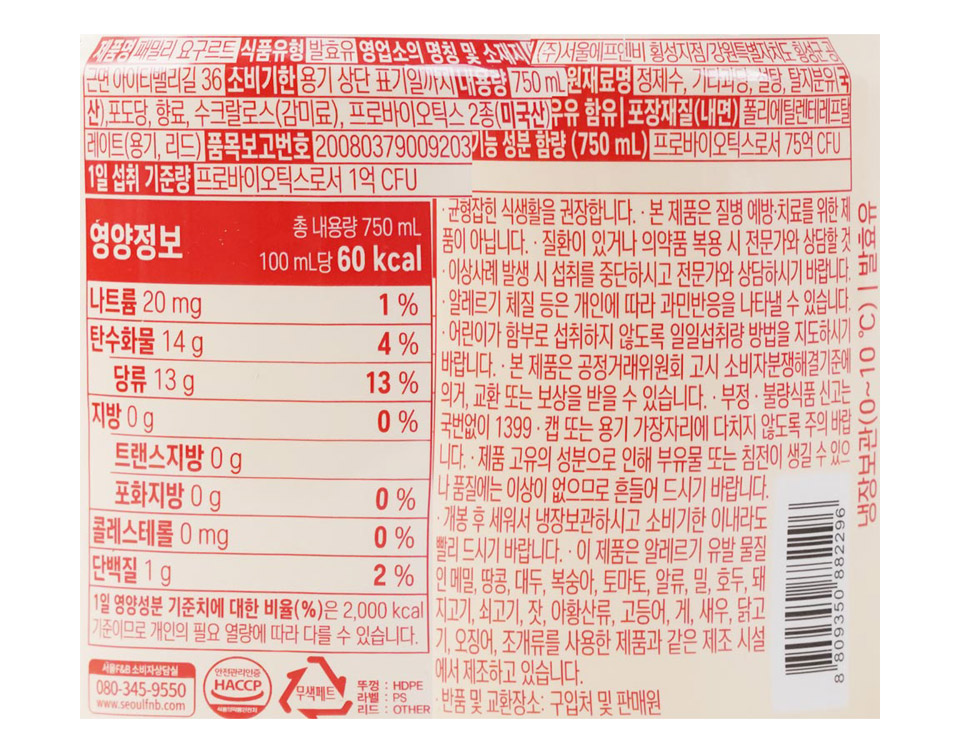 제품명 패밀리 요구르트 식품유형 발효유 영업소의 명칭 및 소재지 (주)서울에프엔비 횡성지점/강원특별자치도 횡성군 공
근면 아이티밸리길 36 소비기한 용기 상단 표기일까지 내용량 750 mL 원재료명 정제수, 기타과당, 설탕, 탈지분유(국
산),포도당, 향료, 수크랄로스(감미료), 프로바이오틱스 2종(미국산) 우유 함유 | 포장재질(내면) 폴리에틸렌테레프탈
레이트(용기, 리드) 품목보고번호 20080379009203 기능 성분 함량 (750 mL) 프로바이오틱스로서 75억 CFU
1일 섭취 기준량 프로바이오틱스로서 1억 CFU
영양정보
총 내용량 750 mL
100 mL당 60 kcal
나트륨 20 mg 1 %
탄수화물 14 g 4 %
당류 13 g 13 %
지방 0 g 0 %
트랜스지방 0 g
포화지방 0 g 0 %
콜레스테롤 0 mg 0 %
단백질 1 g 2 %
1일 영양성분 기준치에 대한 비율(%)은 2,000 kcal
기준이므로 개인의 필요 열량에 따라 다를 수 있습니다.
· 균형잡힌 식생활을 권장합니다. · 본 제품은 질병 예방·치료를 위한 제
품이 아닙니다. · 질환이 있거나 의약품 복용 시 전문가와 상담할 것
· 이상사례 발생 시 섭취를 중단하시고 전문가와 상담하시기 바랍니다.
· 알레르기 체질 등은 개인에 따라 과민반응을 나타낼 수 있습니다.
· 어린이가 함부로 섭취하지 않도록 일일섭취량 방법을 지도하시기
바랍니다. · 본 제품은 공정거래위원회 고시 소비자분쟁해결기준에
의거, 교환 또는 보상을 받을 수 있습니다. · 부정 · 불량식품 신고는
국번없이 1399 · 캡 또는 용기 가장자리에 다치지 않도록 주의 바랍
니다. · 제품 고유의 성분으로 인해 부유물 또는 침전이 생길 수 있으
나 품질에는 이상이 없으므로 흔들어 드시기 바랍니다.
· 개봉 후 세워서 냉장보관하시고 소비기한 이내라도
빨리 드시기 바랍니다. · 이 제품은 알레르기 유발 물질
인 메밀, 땅콩, 대두, 복숭아, 토마토, 알류, 밀, 호두, 돼
지고기, 쇠고기, 잣, 아황산류, 고등어, 게, 새우, 닭고
기, 오징어, 조개류를 사용한 제품과 같은 제조 시설
에서 제조하고 있습니다.
· 반품 및 교환장소: 구입처 및 판매원
냉장보관(0~10 ℃) | 발효유
8 809350 882296
서울F&B 소비자상담실
080-345-9550
www.seoulfnb.com
안전관리인증
HACCP
식품의약품안전처
무색페트
뚜껑 : HDPE
라벨 : PS
리드 : OTHER